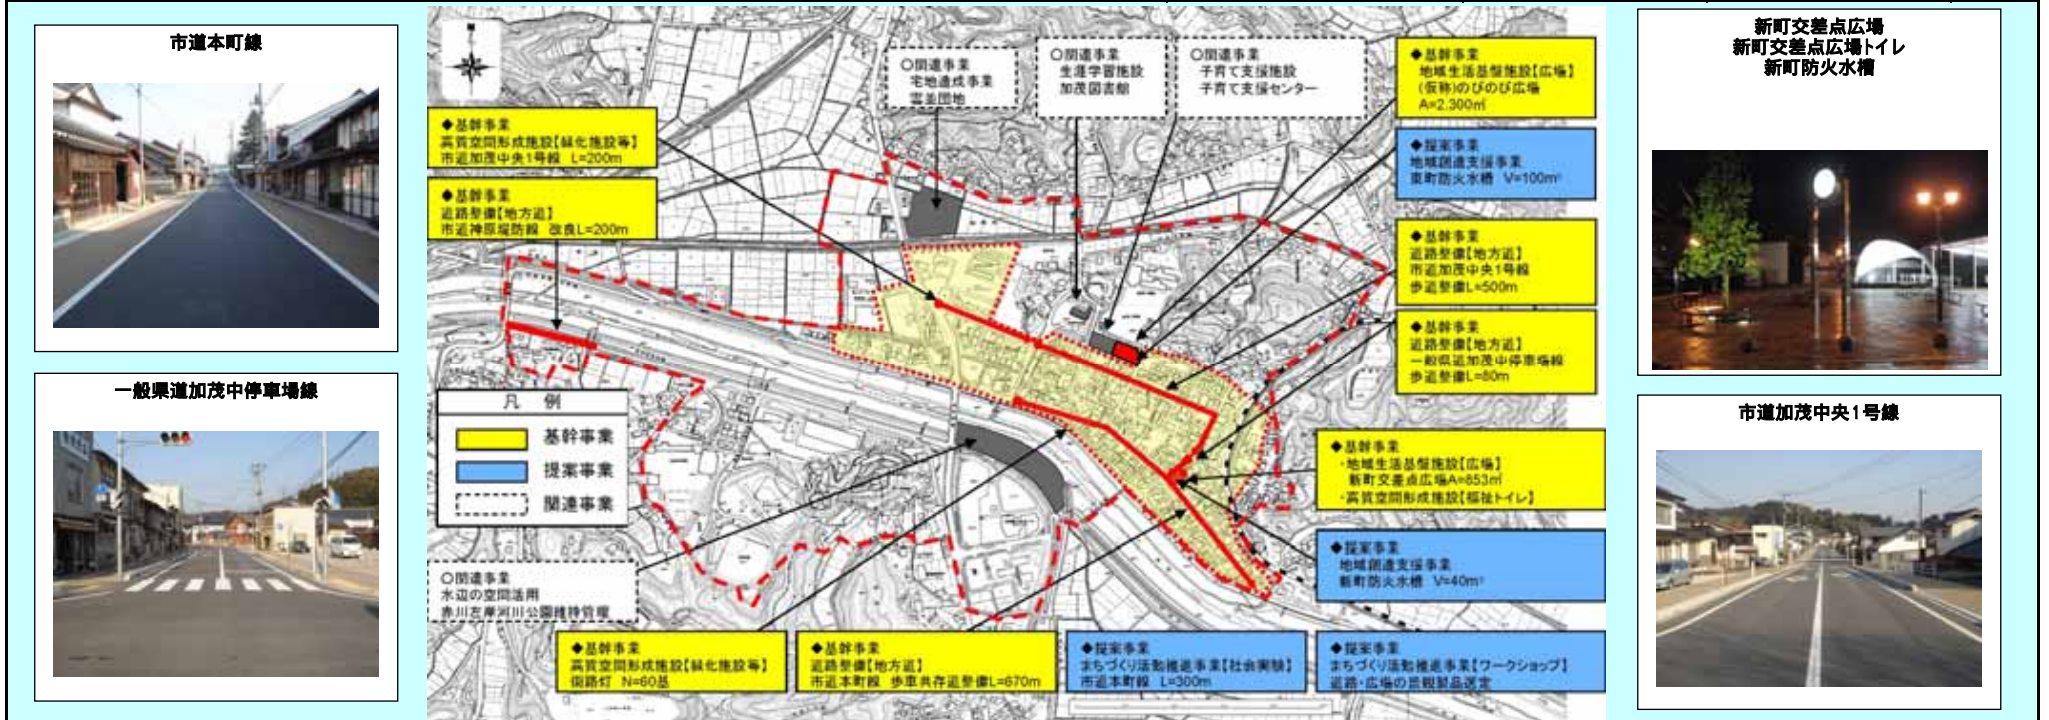 市道本町線
一般県道加茂中停車場線
N
○関連事業
宅地造成事業
雲並団地
○関連事業
生涯学習施設
加茂図書館
○関連事業
子育て支援施設
子育て支援センター
◆基幹事業
高質空間形成施設【緑化施設等】
市道加茂中央1号線 L=200m
◆基幹事業
道路整備【地方道】
市道神原堤防線 改良L=200m
凡 例
基幹事業
提案事業
関連事業
○関連事業
水辺の空間活用
赤川左岸河川公園維持管理
◆基幹事業
高質空間形成施設【緑化施設等】
街路灯 N=60基
◆基幹事業
道路整備【地方道】
市道本町線 歩車共存道整備L=670m
◆提案事業
まちづくり活動推進事業【社会実験】
市道本町線 L=300m
◆提案事業
まちづくり活動推進事業【ワークショップ】
道路・広場の景観製品選定
◆基幹事業
地域生活基盤施設【広場】
(仮称)のびのび広場
A=2,300㎡
◆提案事業
地域創造支援事業
東町防火水槽 V=100m³
◆基幹事業
道路整備【地方道】
市道加茂中央1号線
歩道整備L=500m
◆基幹事業
道路整備【地方道】
一般県道加茂中停車場線
歩道整備L=80m
◆基幹事業
・地域生活基盤施設【広場】
新町交差点広場A=853㎡
・高質空間形成施設【福祉トイレ】
◆提案事業
地域創造支援事業
新町防火水槽 V=40m³
新町交差点広場
新町交差点広場トイレ
新町防火水槽
市道加茂中央1号線